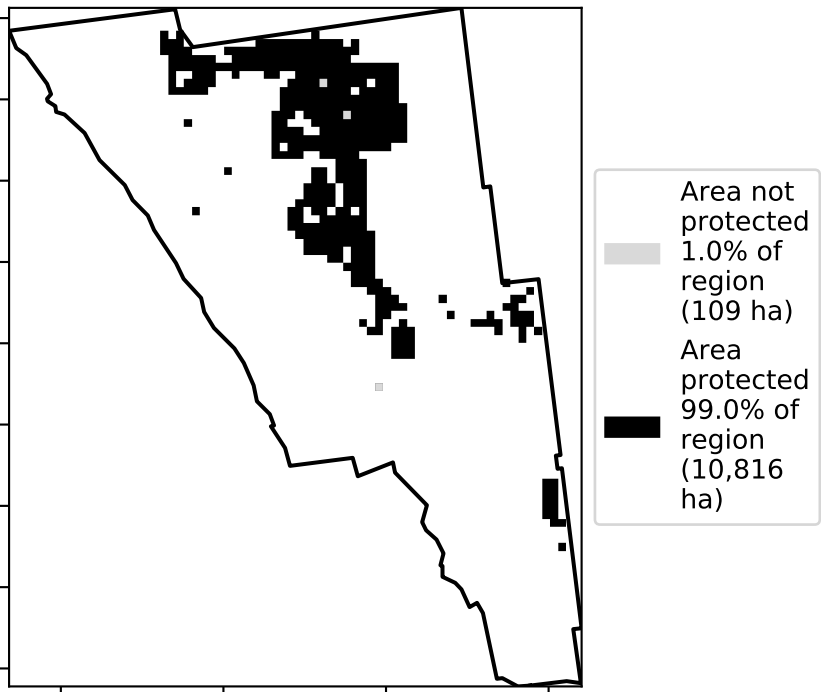 Area not
protected
1.0% of
region
(109 ha)
Area
protected
99.0% of
region
(10,816
ha)